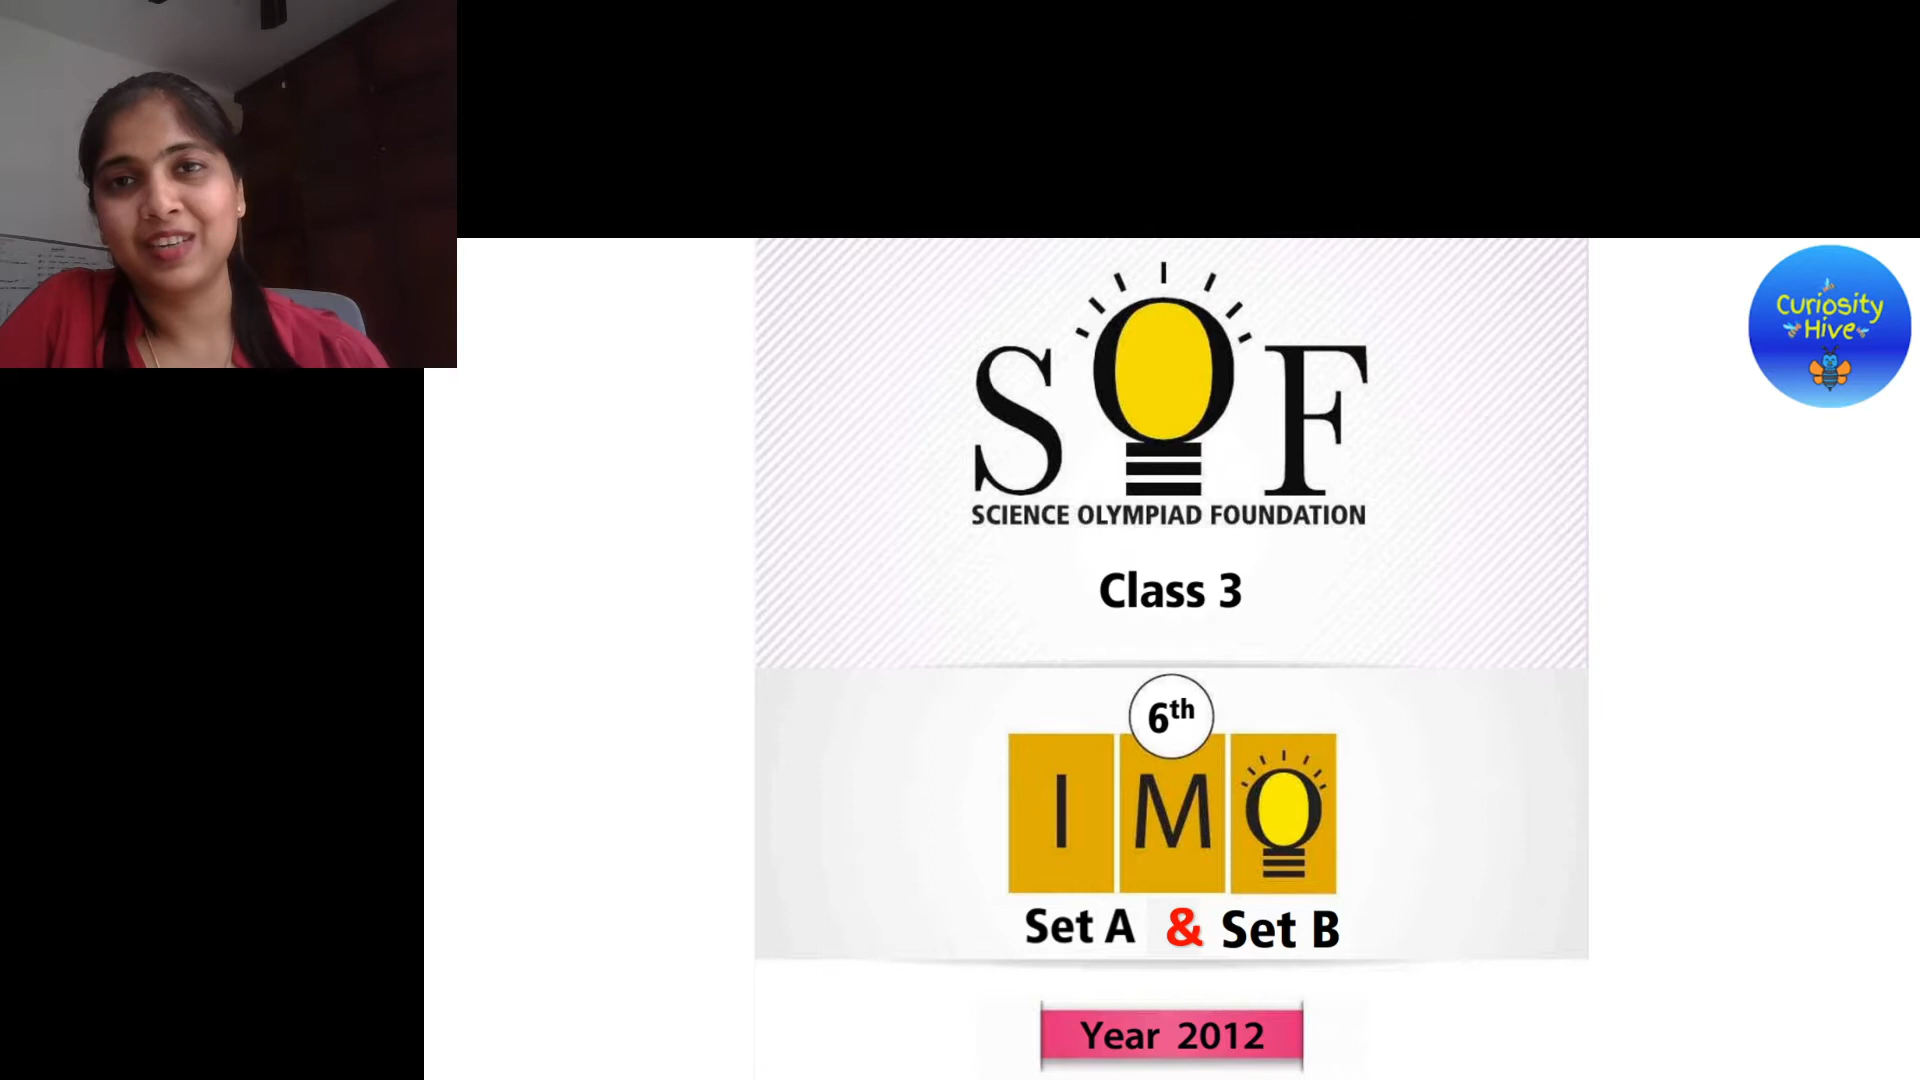 SOF
SCIENCE OLYMPIAD FOUNDATION
Class 3
6th
IMO
Set A & Set B
Year 2012
Curiosity
Hive